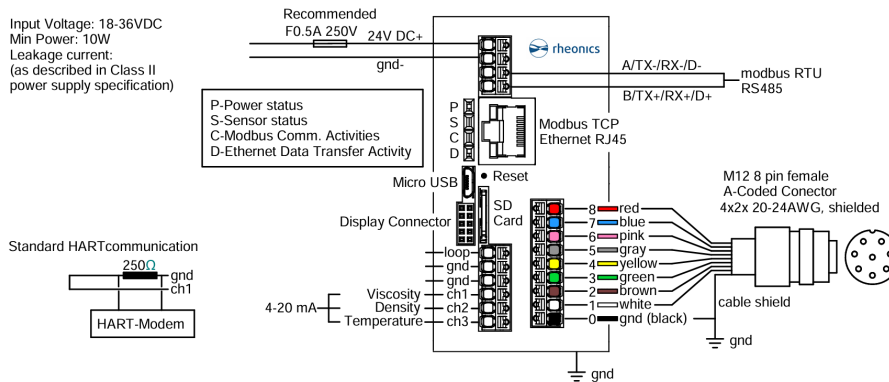 Input Voltage: 18-36VDC
Min Power: 10W
Leakage current:
(as described in Class II
power supply specification)
Recommended
F0.5A 250V
24V DC+
gnd-
rheonics
A/TX-/RX-/D-
B/TX+/RX+/D+
modbus RTU
RS485
P-Power status
S-Sensor status
C-Modbus Comm. Activities
D-Ethernet Data Transfer Activity
P
S
C
D
Modbus TCP
Ethernet RJ45
Micro USB
Reset
Display Connector
SD
Card
M12 8 pin female
A-Coded Conector
4x2x 20-24AWG, shielded
8 red
7 blue
6 pink
5 gray
4 yellow
3 green
2 brown
1 white
0 gnd (black)
cable shield
gnd
loop
gnd
gnd
4-20 mA
Viscosity ch1
Density ch2
Temperature ch3
Standard HARTcommunication
250Ω
gnd
ch1
HART-Modem
gnd